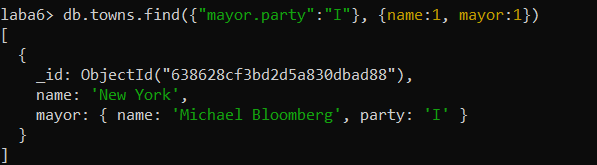 laba6> db.towns.find({"mayor.party":"I"}, {name:1, mayor:1})
[
  {
    _id: ObjectId("638628cf3bd2d5a830dbad88"),
    name: 'New York',
    mayor: { name: 'Michael Bloomberg', party: 'I' }
  }
]